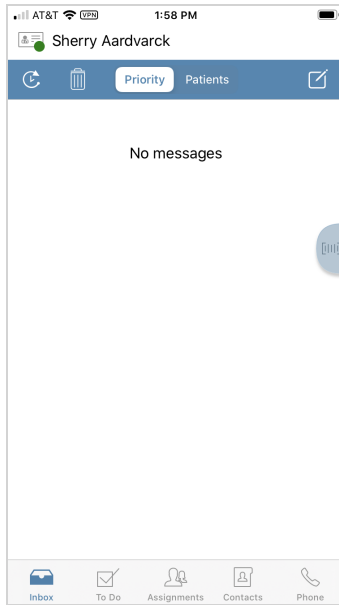 AT&T VPN 1:58 PM
Sherry Aardvarck
Priority Patients
No messages
Inbox To Do Assignments Contacts Phone